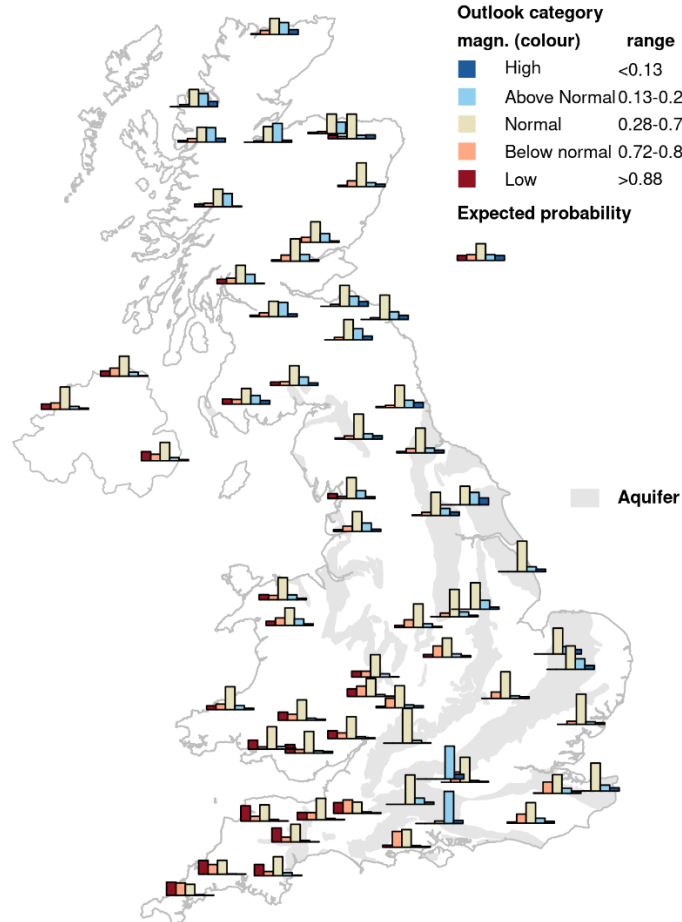 Outlook category
magn. (colour) range
High <0.13
Above Normal 0.13-0.2
Normal 0.28-0.7
Below normal 0.72-0.8
Low >0.88
Expected probability
Aquifer